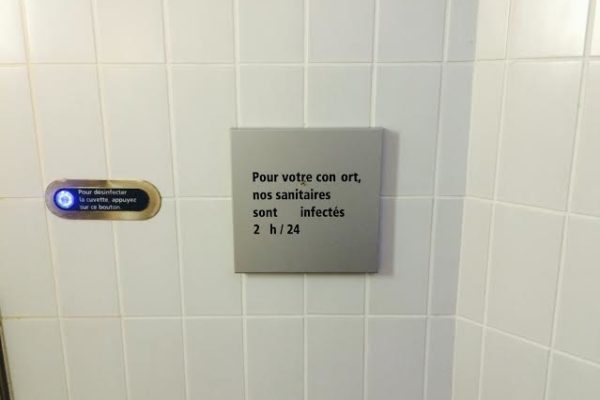 Pour désinfecter
la cuvette, appuyez
sur ce bouton.
Pour votre con ort,
nos sanitaires
sont infectés
2 h / 24